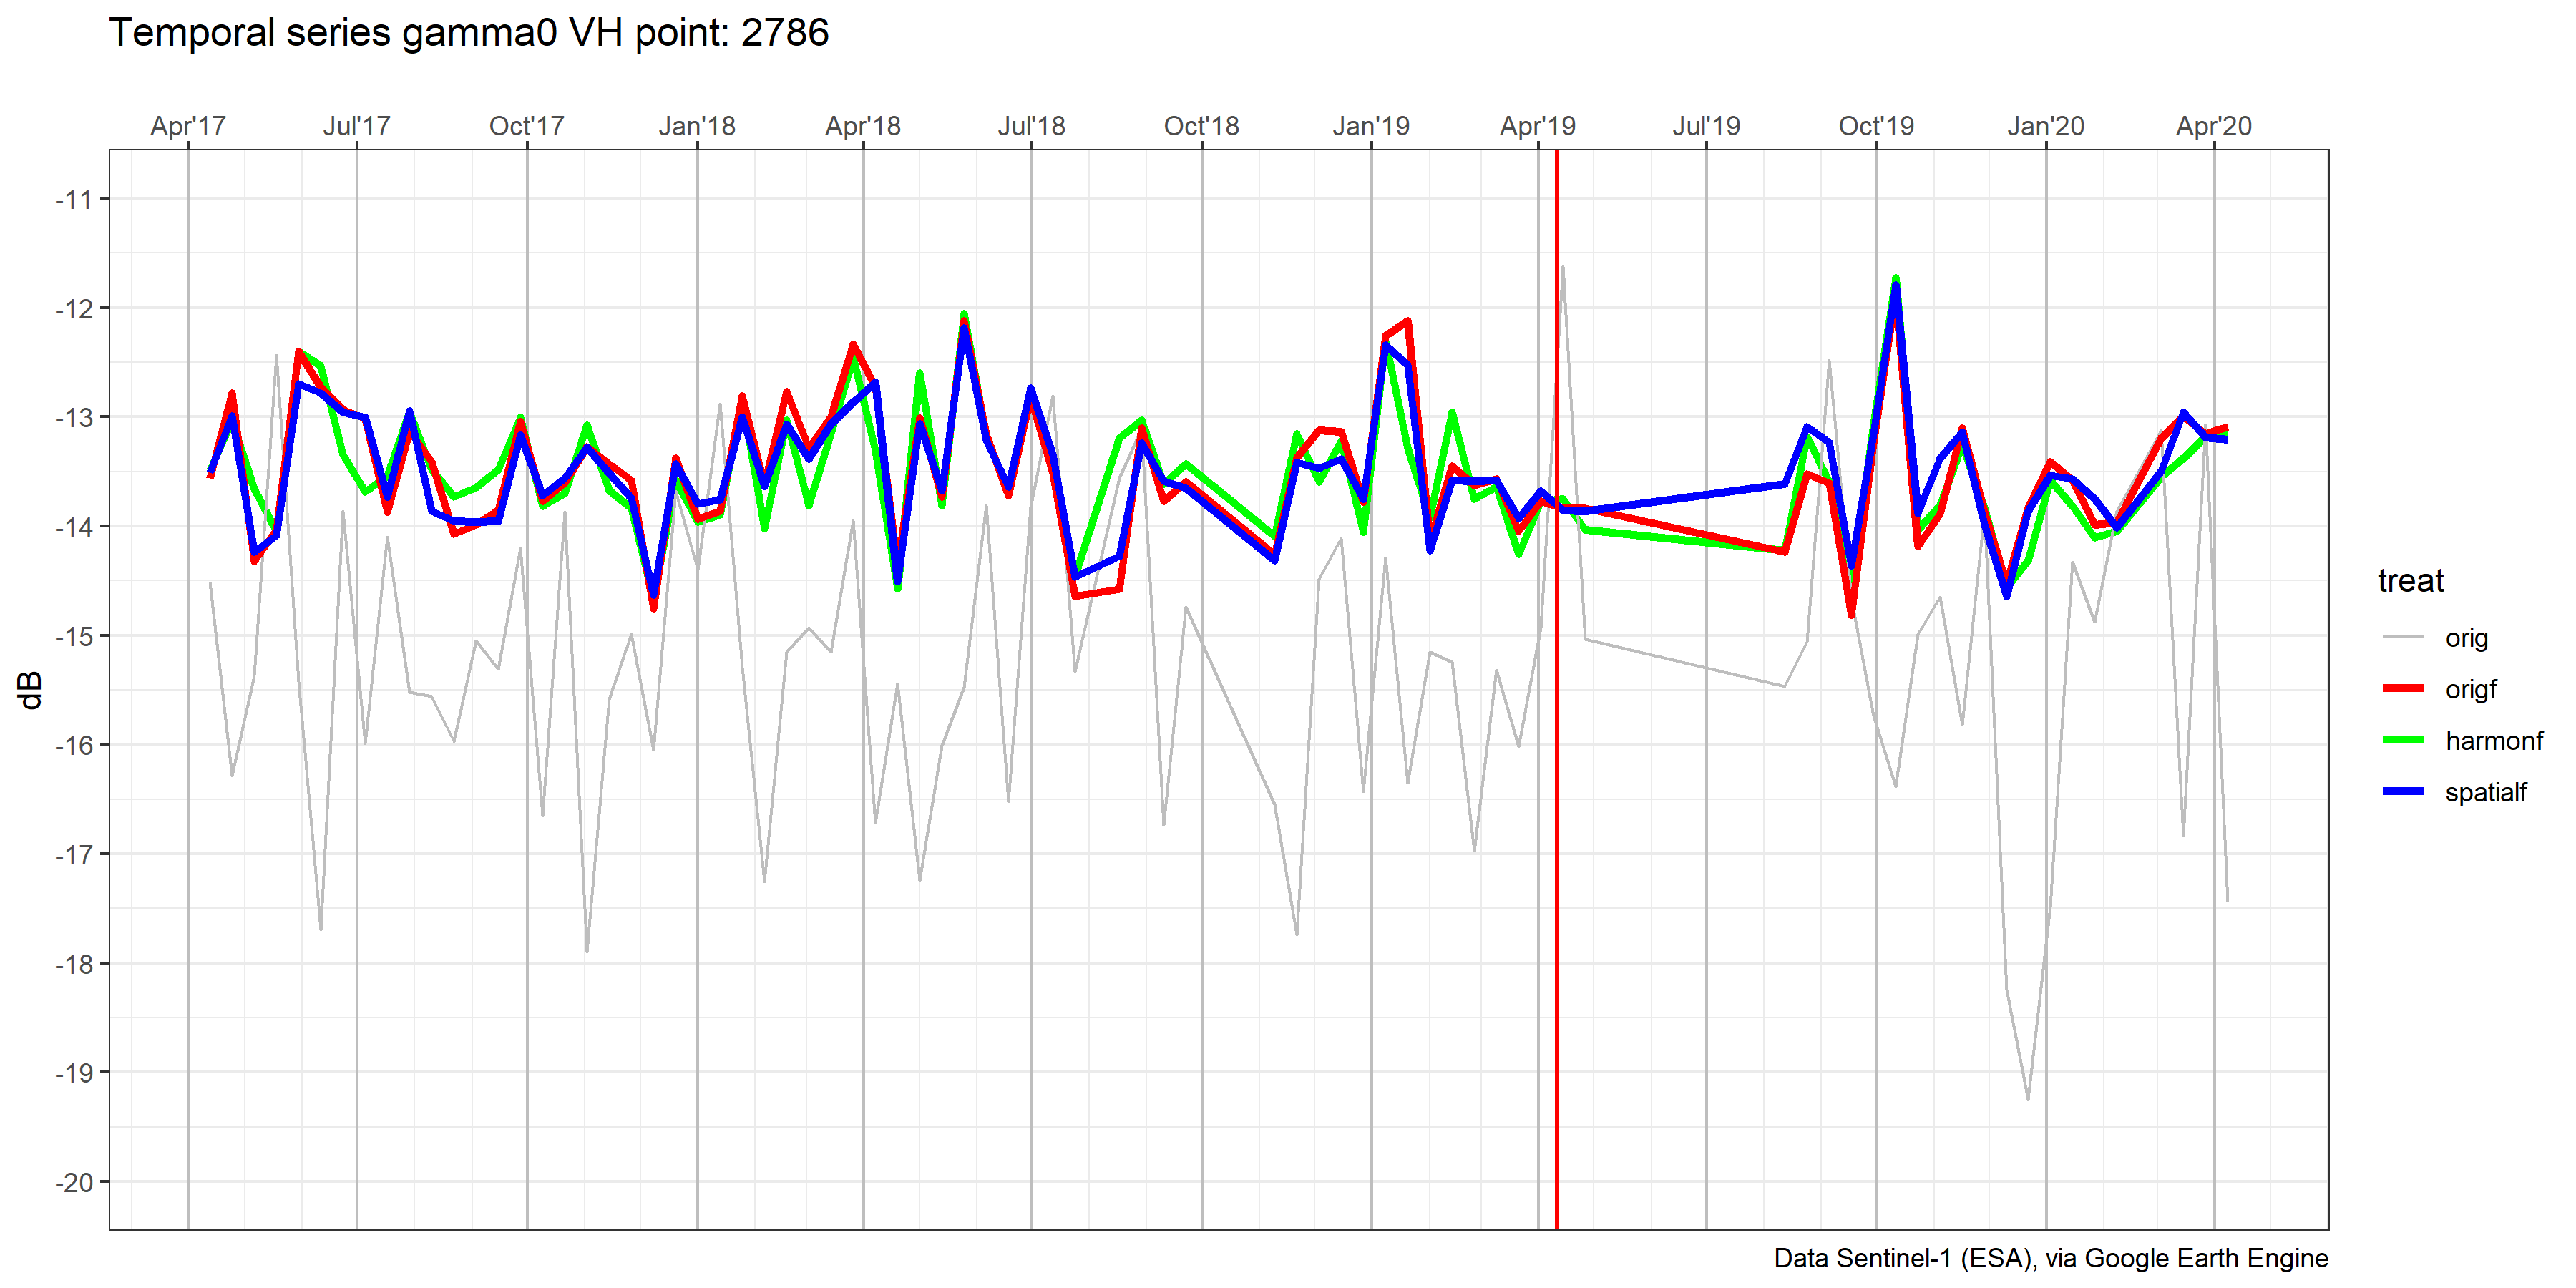 Temporal series gamma0 VH point: 2786
Apr'17 Jul'17 Oct'17 Jan'18 Apr'18 Jul'18 Oct'18 Jan'19 Apr'19 Jul'19 Oct'19 Jan'20 Apr'20
-11
-12
-13
-14
-15
-16
-17
-18
-19
-20
dB
treat
orig
origf
harmonf
spatialf
Data Sentinel-1 (ESA), via Google Earth Engine